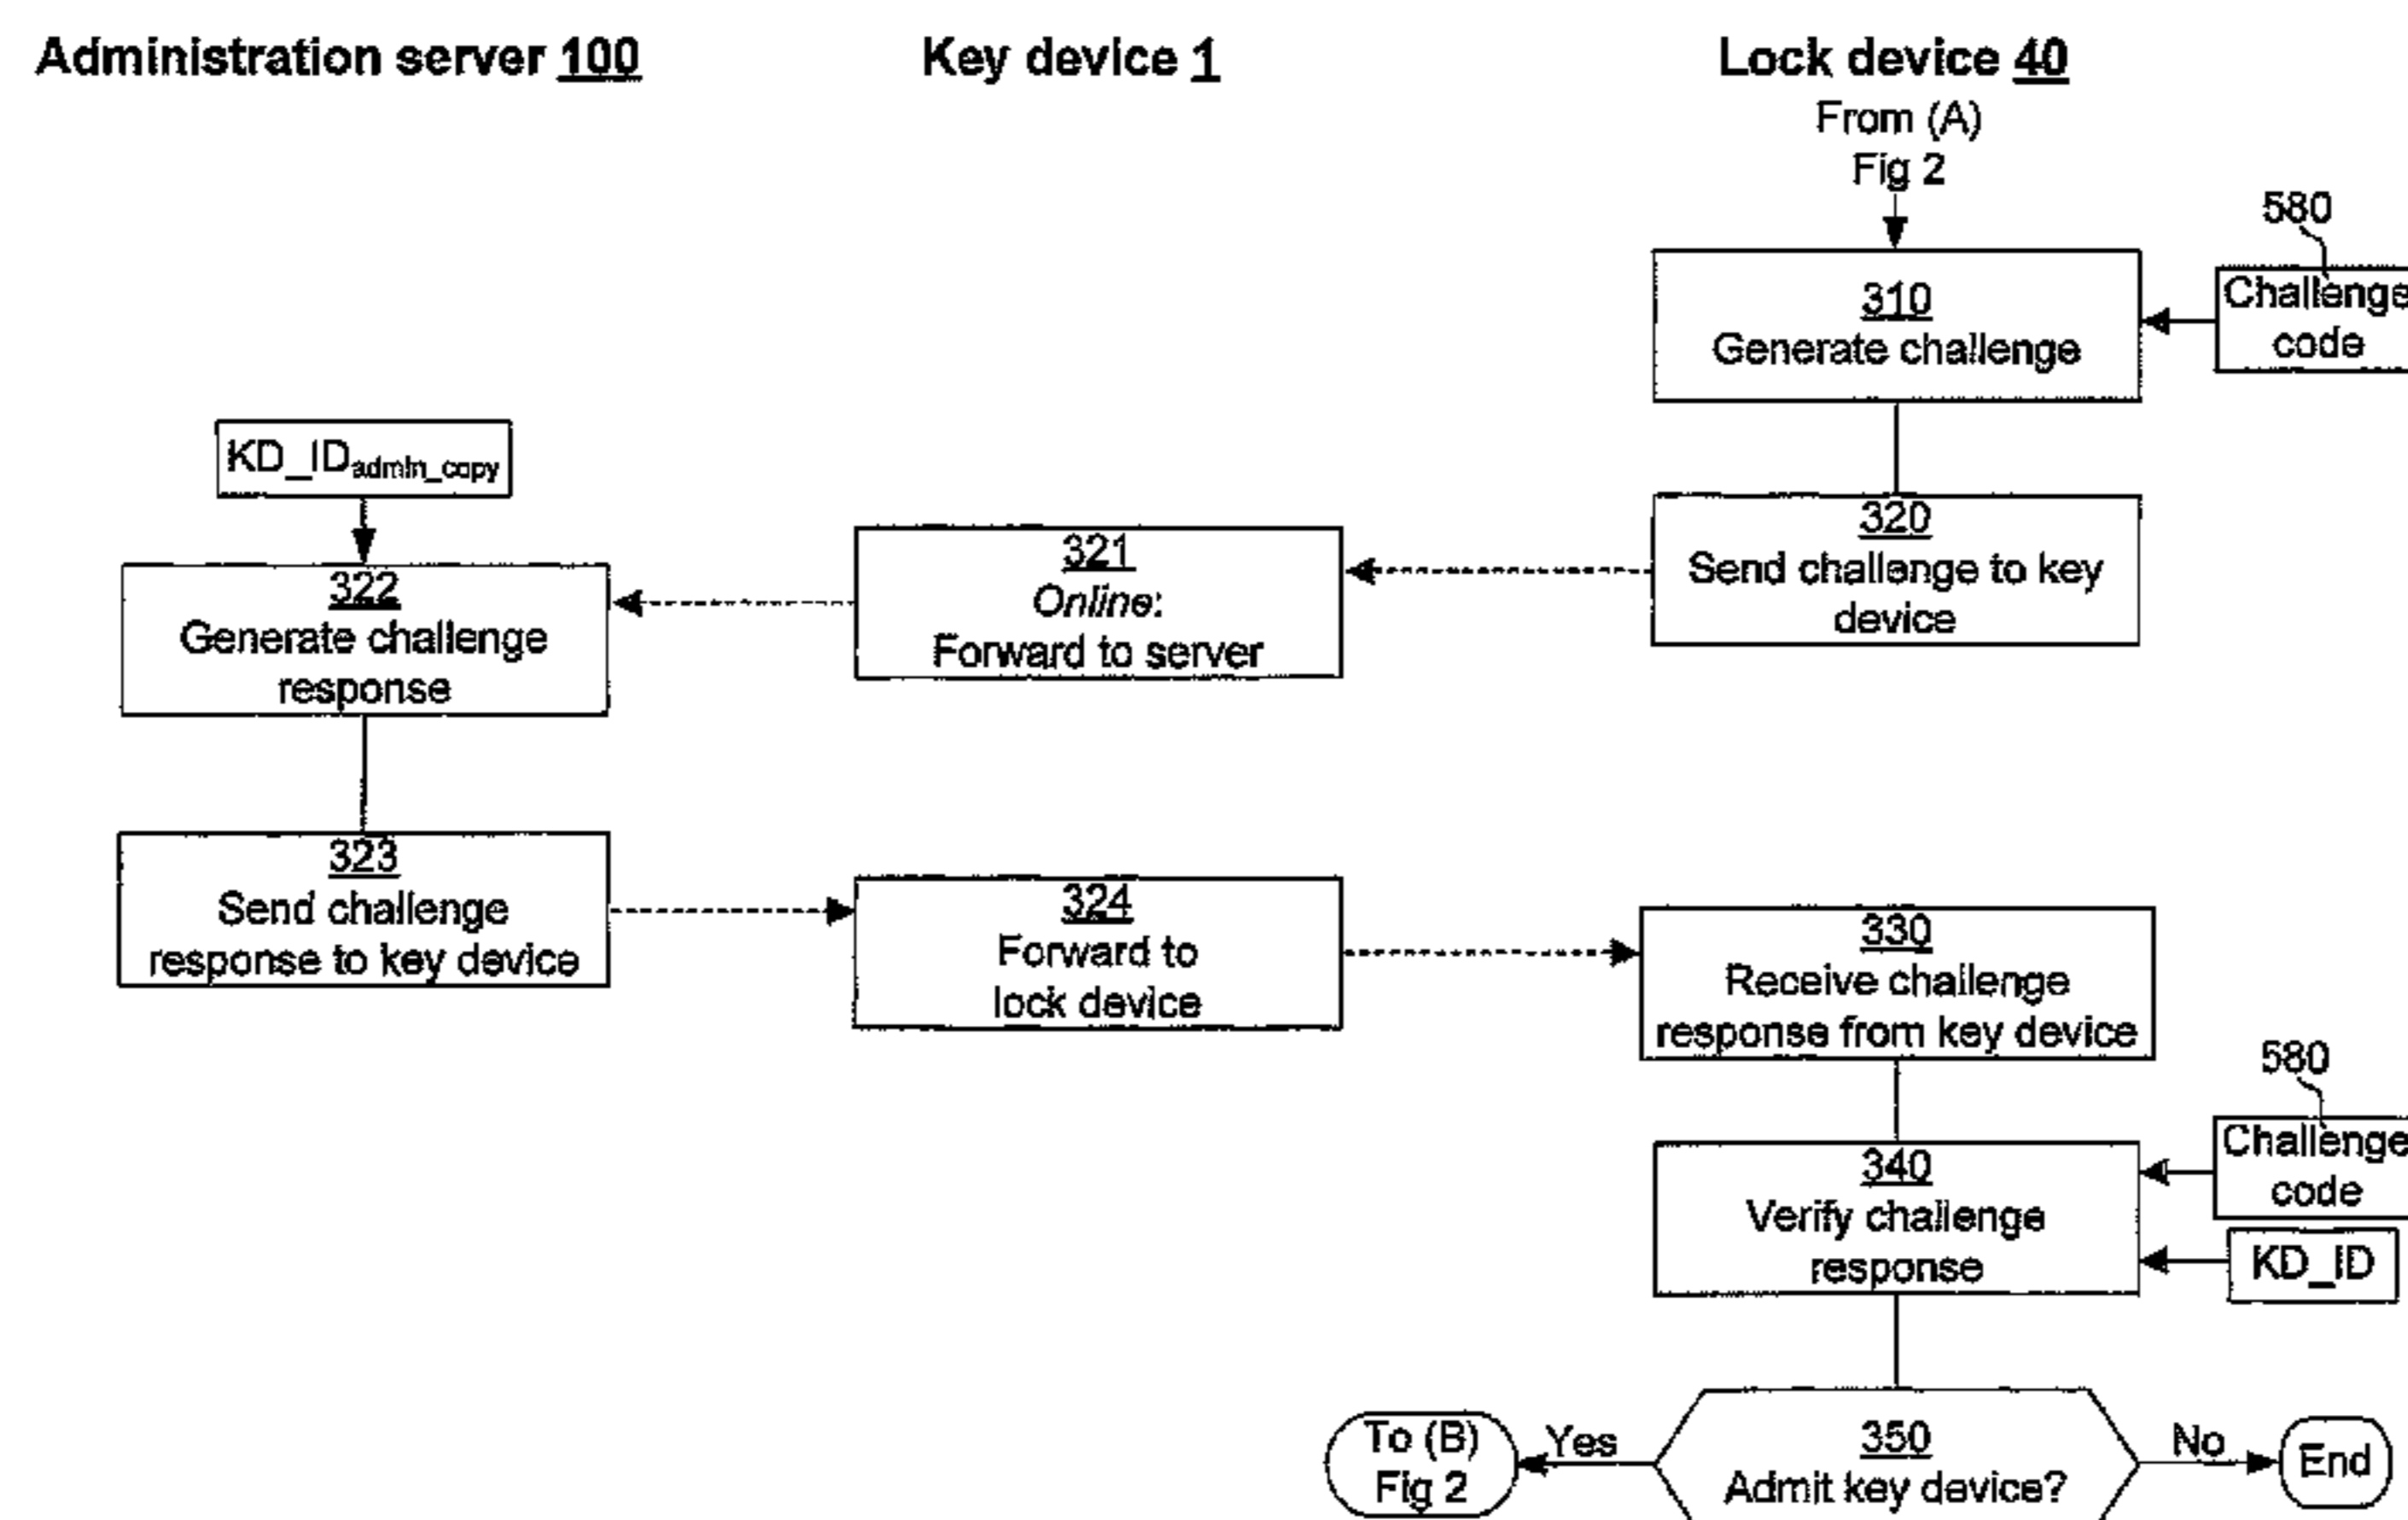 Administration server 100
Key device 1
Lock device 40
From (A)
Fig 2
580
310
Generate challenge
Challenge
code
KD_IDadmin_copy
320
Send challenge to key
device
321
Online:
Forward to server
322
Generate challenge
response
323
Send challenge
response to key device
324
Forward to
lock device
330
Receive challenge
response from key device
580
340
Verify challenge
response
Challenge
code
KD_ID
350
Admit key device?
Yes
To (B)
Fig 2
No
End